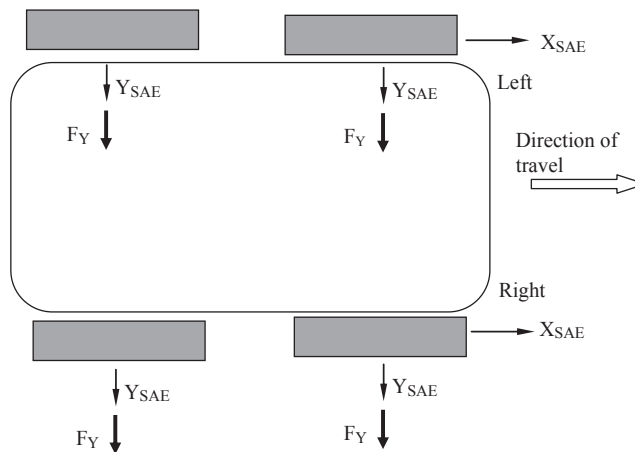 X_SAE
Y_SAE
Y_SAE
Left
F_Y
F_Y
Direction of
travel
Right
X_SAE
Y_SAE
Y_SAE
F_Y
F_Y